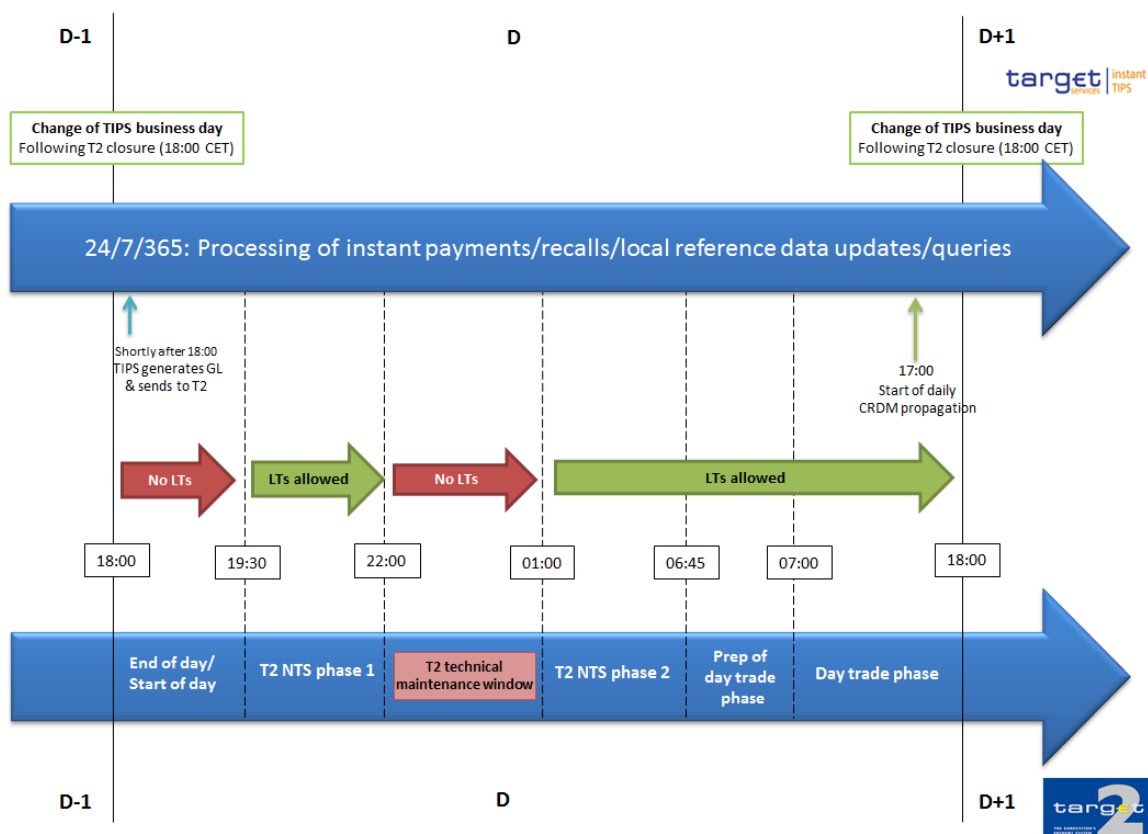 D-1
D
D+1
target
services
instant
TIPS
Change of TIPS business day
Following T2 closure (18:00 CET)
Change of TIPS business day
Following T2 closure (18:00 CET)
24/7/365: Processing of instant payments/recalls/local reference data updates/queries
Shortly after 18:00
TIPS generates GL
& sends to T2
17:00
Start of daily
CRDM propagation
No LTs
LTs allowed
No LTs
LTs allowed
18:00
19:30
22:00
01:00
06:45
07:00
18:00
End of day/
Start of day
T2 NTS phase 1
T2 technical
maintenance window
T2 NTS phase 2
Prep of
day trade
phase
Day trade phase
D-1
D
D+1
target
2